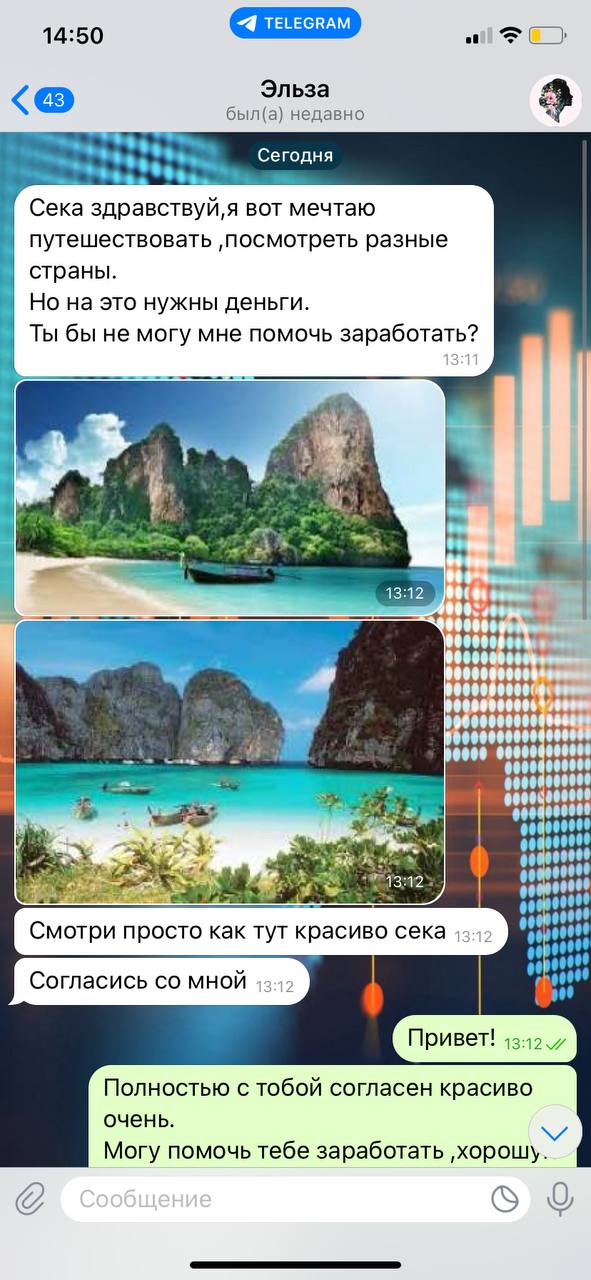 14:50
TELEGRAM
43
Эльза
был(а) недавно
Сегодня
Сека здравствуй,я вот мечтаю
путешествовать ,посмотреть разные
страны.
Но на это нужны деньги.
Ты бы не могу мне помочь заработать?
13:11
13:12
13:12
Смотри просто как тут красиво сека 13:12
Согласись со мной 13:12
Привет! 13:12
Полностью с тобой согласен красиво
очень.
Могу помочь тебе заработать ,хорошу
Сообщение